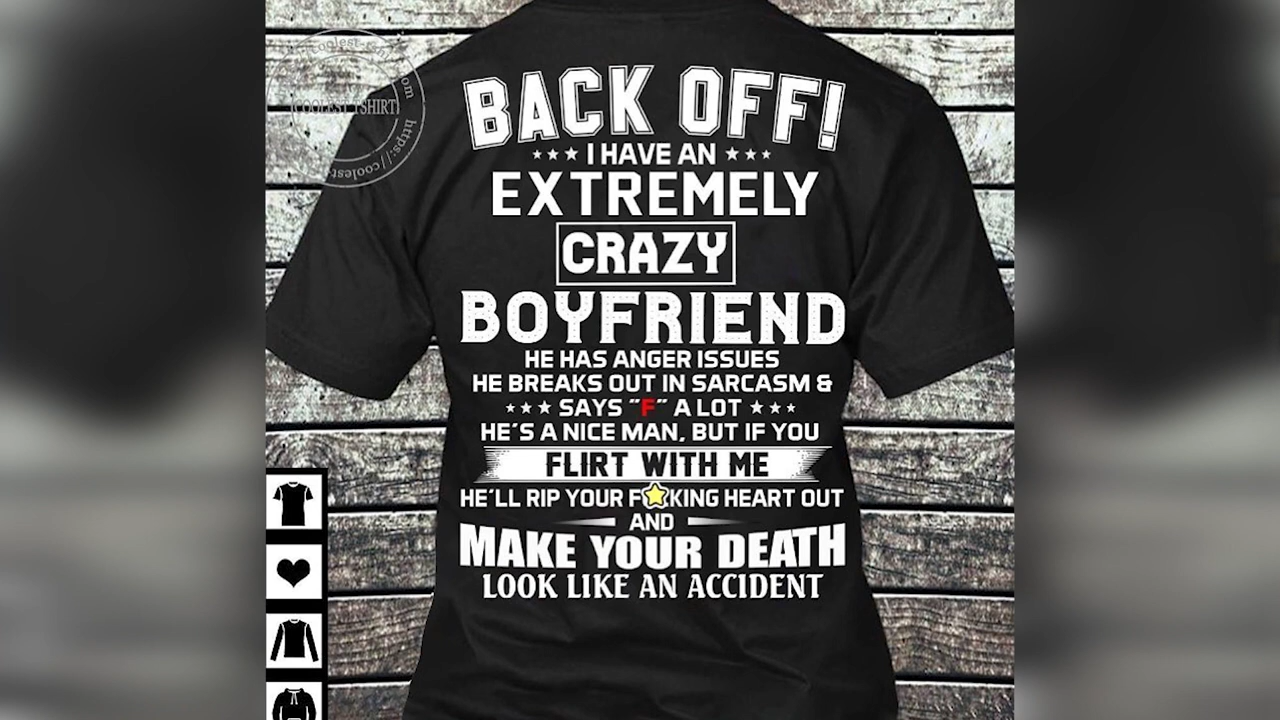 BACK OFF!
I HAVE AN
EXTREMELY
CRAZY
BOYFRIEND
HE HAS ANGER ISSUES
HE BREAKS OUT IN SARCASM &
SAYS "F" A LOT
HE'S A NICE MAN, BUT IF YOU
FLIRT WITH ME
HE'LL RIP YOUR F⭐KING HEART OUT
AND
MAKE YOUR DEATH
LOOK LIKE AN ACCIDENT
COOLEST TSHIRT